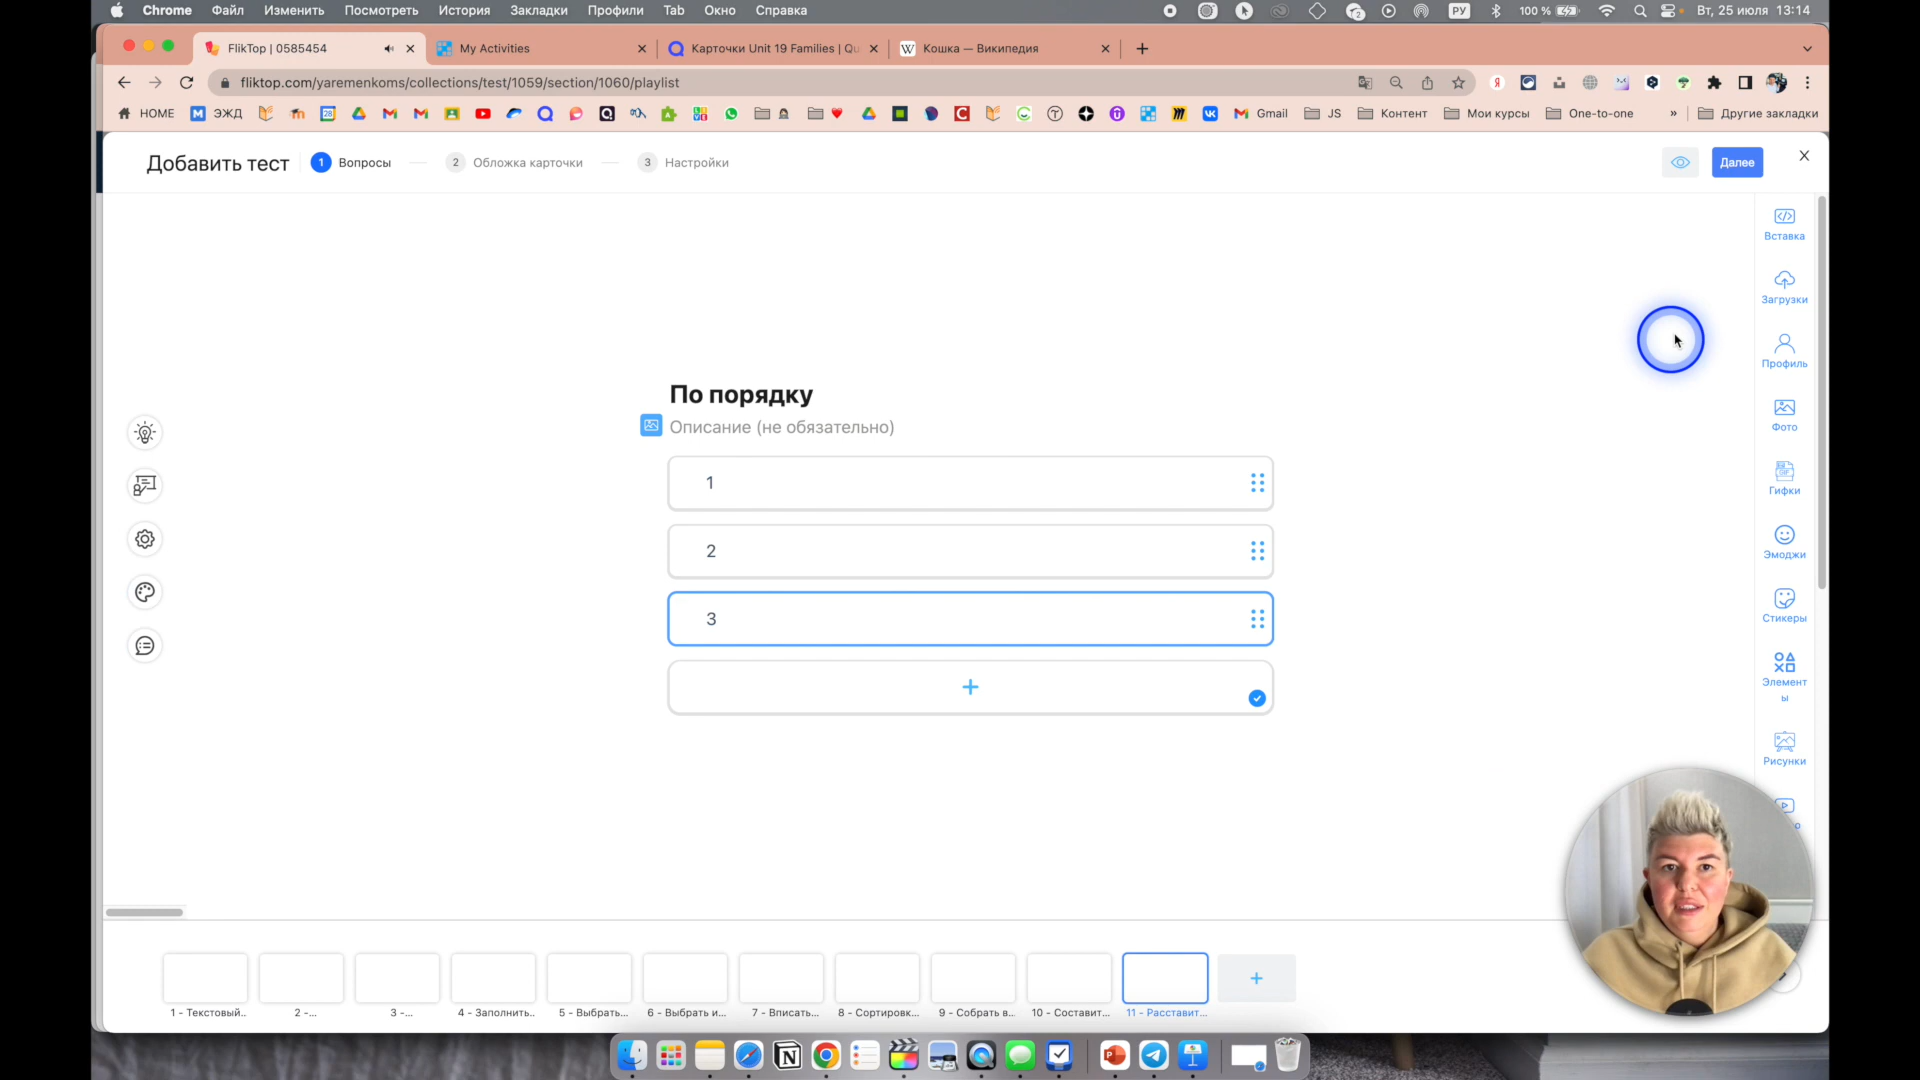 Chrome Файл Изменить Посмотреть История Закладки Профили Tab Окно Справка
РУ 100 % Вт, 25 июля 13:14
FlikTop | 0585454
My Activities
Карточки Unit 19 Families | Qu
Кошка — Википедия
fliktop.com/yaremenkoms/collections/test/1059/section/1060/playlist
HOME ЭЖД Gmail JS Контент Мои курсы One-to-one » Другие закладки
Добавить тест 1 Вопросы 2 Обложка карточки 3 Настройки Далее
Вставка
Загрузки
Профиль
Фото
Гифки
Эмоджи
Стикеры
Элемент
ы
Рисунки
По порядку
Описание (не обязательно)
1
2
3
+
1 - Текстовый... 2 -... 3 -... 4 - Заполнить... 5 - Выбрать... 6 - Выбрать и... 7 - Вписать... 8 - Сортировк... 9 - Собрать в... 10 - Составит... 11 - Расставит...